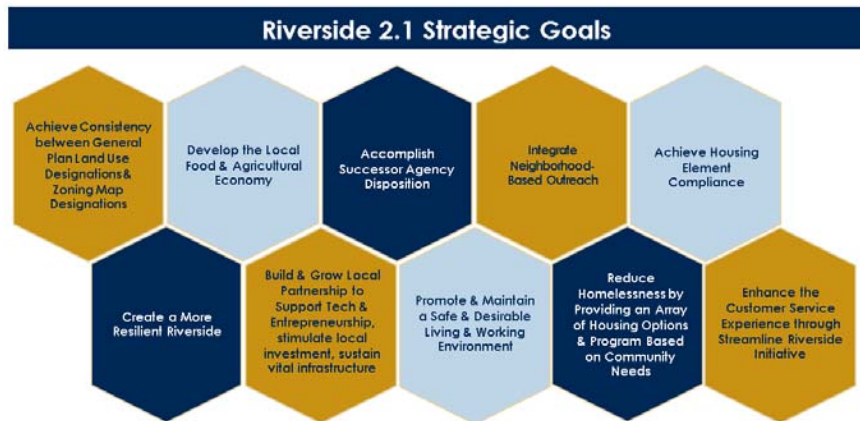 Riverside 2.1 Strategic Goals
Achieve Consistency
between General
Plan Land Use
Designations &
Zoning Map
Designations
Develop the Local
Food & Agricultural
Economy
Accomplish
Successor Agency
Disposition
Integrate
Neighborhood-
Based Outreach
Achieve Housing
Element
Compliance
Create a More
Resilient Riverside
Build & Grow Local
Partnership to
Support Tech &
Entrepreneurship,
stimulate local
investment, sustain
vital infrastructure
Promote & Maintain
a Safe & Desirable
Living & Working
Environment
Reduce
Homelessness by
Providing an Array
of Housing Options
& Program Based
on Community
Needs
Enhance the
Customer Service
Experience through
Streamline Riverside
Initiative